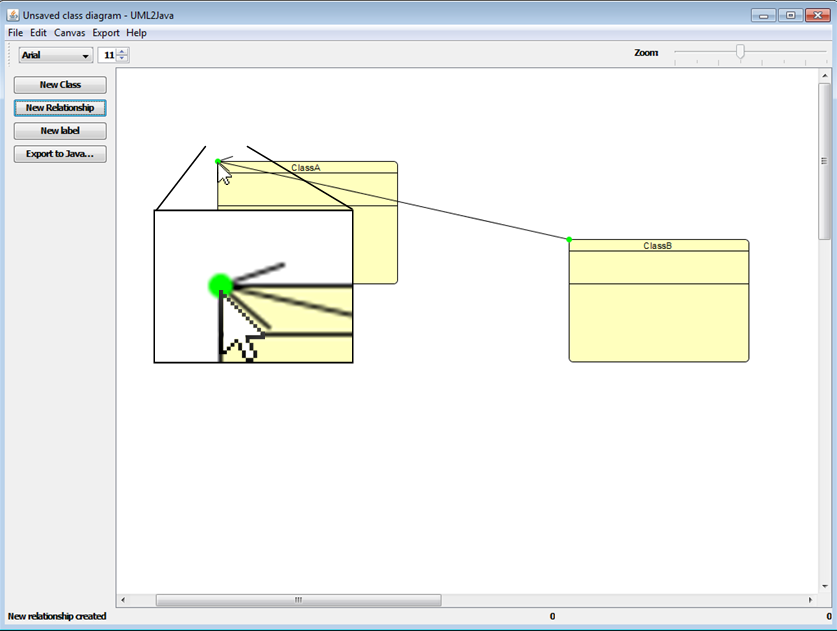 Unsaved class diagram - UML2Java
File Edit Canvas Export Help
Arial 11 Zoom
New Class
New Relationship
New label
Export to Java...
ClassA
ClassB
New relationship created 0 0